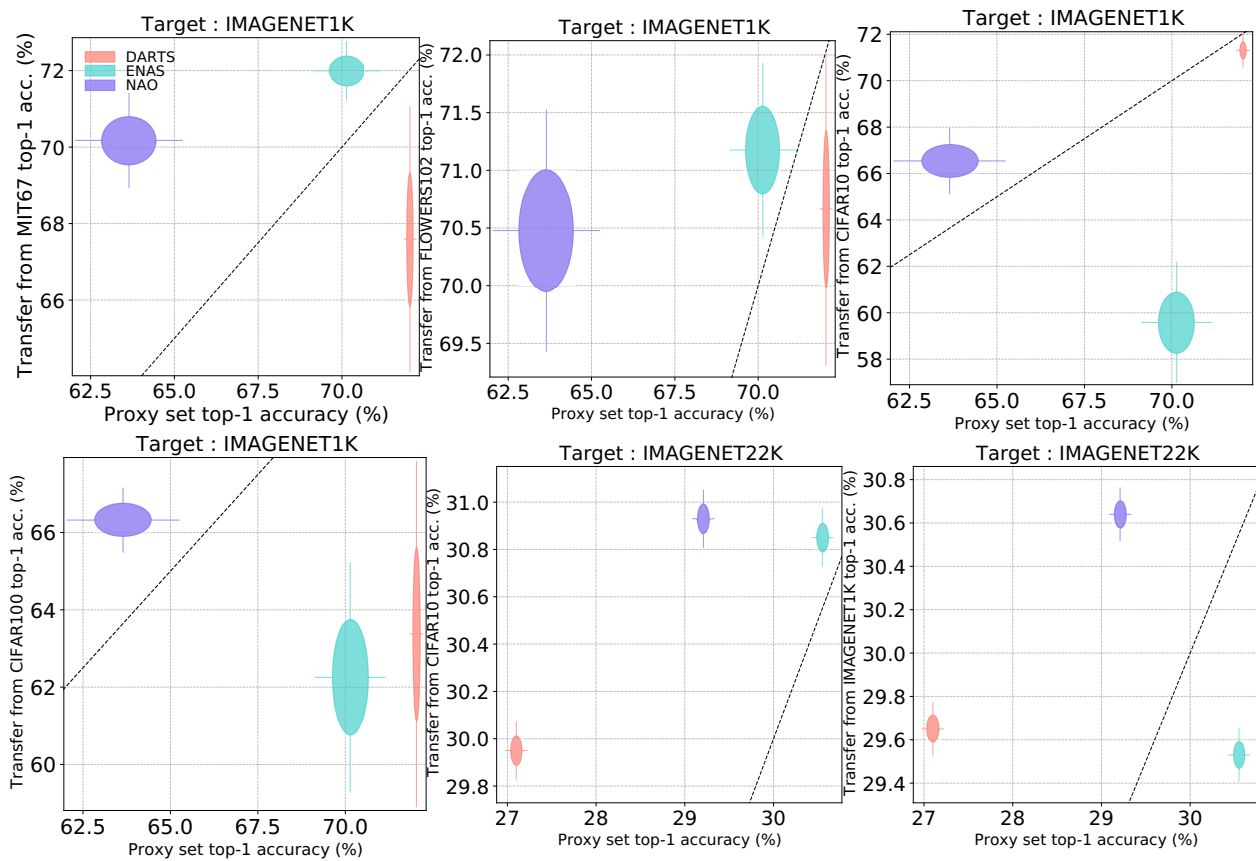 Target : IMAGENET1K
Transfer from MIT67 top-1 acc. (%)
72
70
68
66
DARTS
ENAS
NAO
62.5 65.0 67.5 70.0
Proxy set top-1 accuracy (%)
Target : IMAGENET1K
Transfer from FLOWERS102 top-1 acc. (%)
72.0
71.5
71.0
70.5
70.0
69.5
62.5 65.0 67.5 70.0
Proxy set top-1 accuracy (%)
Target : IMAGENET1K
Transfer from CIFAR10 top-1 acc. (%)
72
70
68
66
64
62
60
58
62.5 65.0 67.5 70.0
Proxy set top-1 accuracy (%)
Target : IMAGENET1K
Transfer from CIFAR100 top-1 acc. (%)
66
64
62
60
62.5 65.0 67.5 70.0
Proxy set top-1 accuracy (%)
Target : IMAGENET22K
Transfer from CIFAR10 top-1 acc. (%)
31.0
30.8
30.6
30.4
30.2
30.0
29.8
27 28 29 30
Proxy set top-1 accuracy (%)
Target : IMAGENET22K
Transfer from IMAGENET1K top-1 acc. (%)
30.8
30.6
30.4
30.2
30.0
29.8
29.6
29.4
27 28 29 30
Proxy set top-1 accuracy (%)